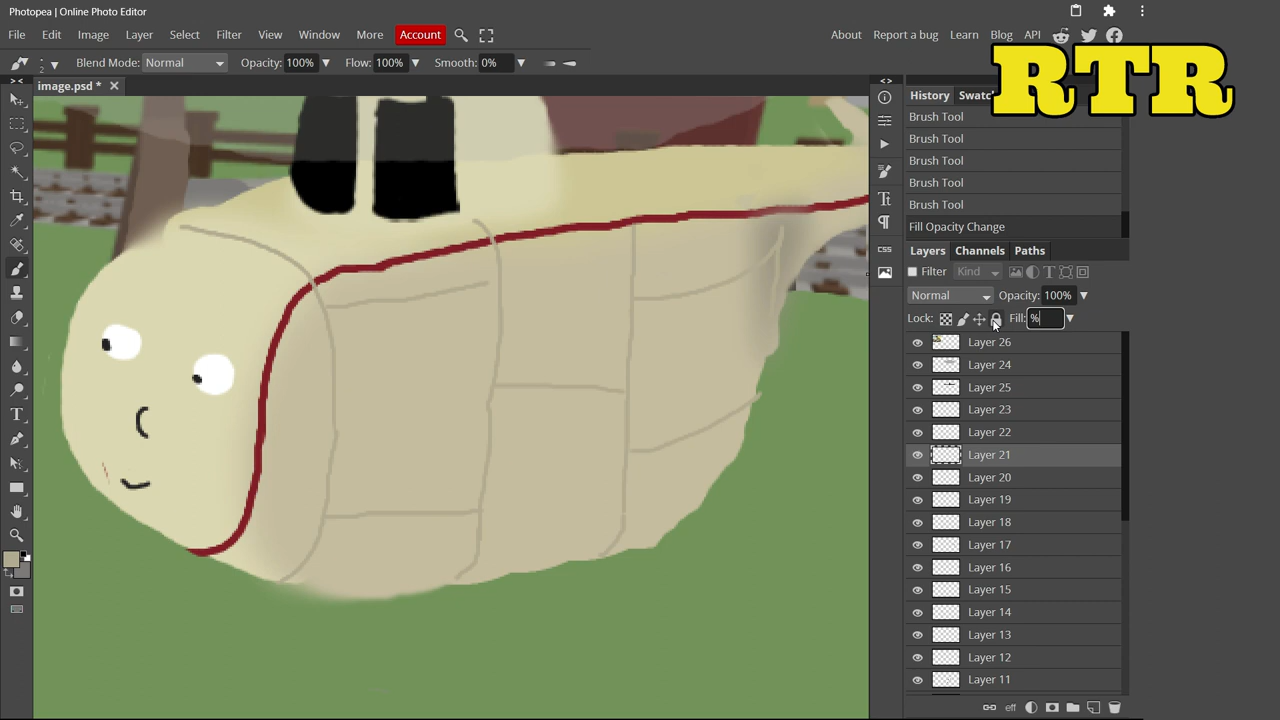 Photopea | Online Photo Editor
File Edit Image Layer Select Filter View Window More Account
About Report a bug Learn Blog API
2 Blend Mode: Normal Opacity: 100% Flow: 100% Smooth: 0%
RTR
image.psd *
History
Brush Tool
Brush Tool
Brush Tool
Brush Tool
Brush Tool
Fill Opacity Change
Layers Channels Paths
Filter Kind
Normal Opacity: 100%
Lock: Fill: %
Layer 26
Layer 24
Layer 25
Layer 23
Layer 22
Layer 21
Layer 20
Layer 19
Layer 18
Layer 17
Layer 16
Layer 15
Layer 14
Layer 13
Layer 12
Layer 11
css
eff